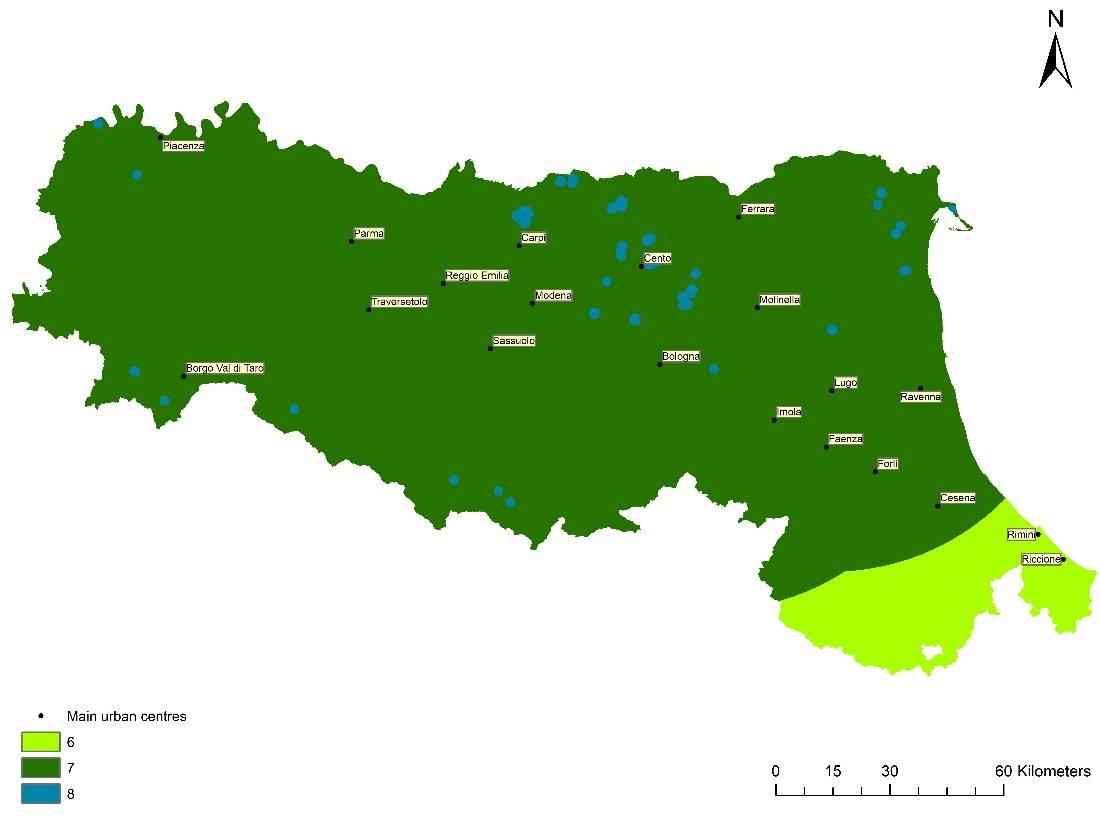 N
Piacenza
Ferrara
Parma
Carpi
Cento
Reggio Emilia
Modena
Traversetolo
Molinella
Sassuolo
Bologna
Borgo Val di Taro
Lugo
Ravenna
Imola
Faenza
Forlì
Cesena
Rimini
Riccione
Main urban centres
6
7
8
0 15 30 60 Kilometers